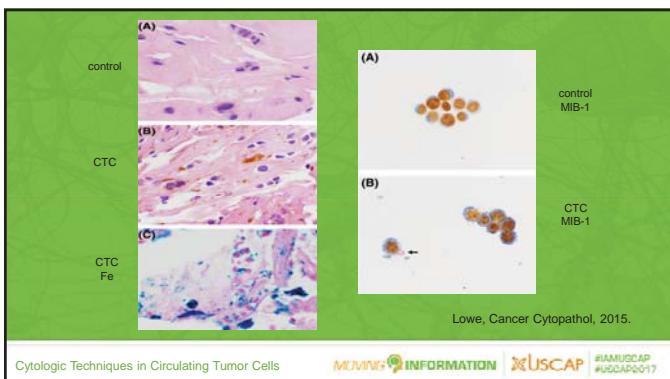 (A)
control
(B)
CTC
(C)
CTC
Fe
(A)
control
MIB-1
(B)
CTC
MIB-1
Lowe, Cancer Cytopathol, 2015.
Cytologic Techniques in Circulating Tumor Cells
MOVING INFORMATION
USCAP
#IAMUSCAP
#USCAP2017